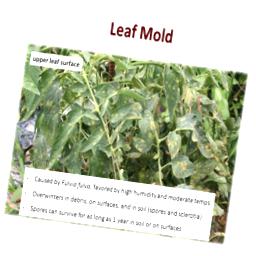 Leaf Mold
upper leaf surface
Caused by Fulvia fulva, favored by high humidity and moderate temps
Overwinters in debris, on surfaces, and in soil (spores and sclerotia)
Spores can survive for as long as 1 year in soil or on surfaces